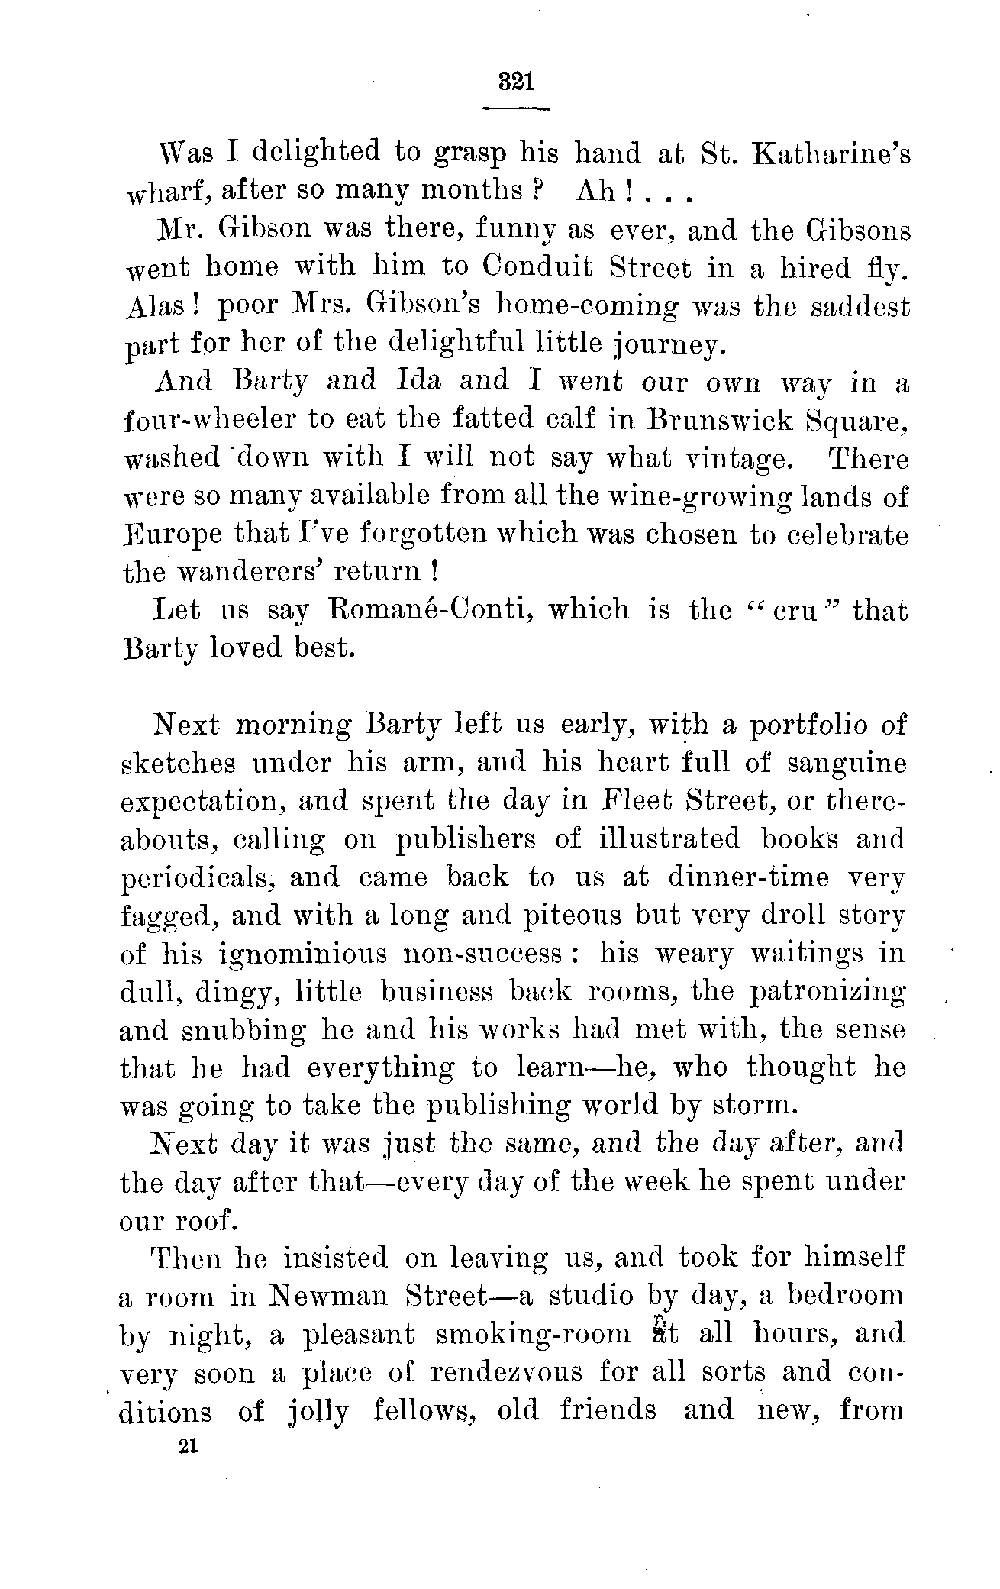 321
Was I delighted to grasp his hand at St. Katharine's
wharf, after so many months ? Ah ! . . .
Mr. Gibson was there, funny as ever, and the Gibsons
went home with him to Conduit Street in a hired fly.
Alas ! poor Mrs. Gibson's home-coming was the saddest
part for her of the delightful little journey.
And Barty and Ida and I went our own way in a
four-wheeler to eat the fatted calf in Brunswick Square,
washed down with I will not say what vintage. There
were so many available from all the wine-growing lands of
Europe that I've forgotten which was chosen to celebrate
the wanderers' return !
Let us say Romané-Conti, which is the “ cru ” that
Barty loved best.
Next morning Barty left us early, with a portfolio of
sketches under his arm, and his heart full of sanguine
expectation, and spent the day in Fleet Street, or there-
abouts, calling on publishers of illustrated books and
periodicals, and came back to us at dinner-time very
fagged, and with a long and piteous but very droll story
of his ignominious non-success : his weary waitings in
dull, dingy, little business back rooms, the patronizing
and snubbing he and his works had met with, the sense
that he had everything to learn—he, who thought he
was going to take the publishing world by storm.
Next day it was just the same, and the day after, and
the day after that—every day of the week he spent under
our roof.
Then he insisted on leaving us, and took for himself
a room in Newman Street—a studio by day, a bedroom
by night, a pleasant smoking-room at all hours, and
very soon a place of rendezvous for all sorts and con-
ditions of jolly fellows, old friends and new, from
21